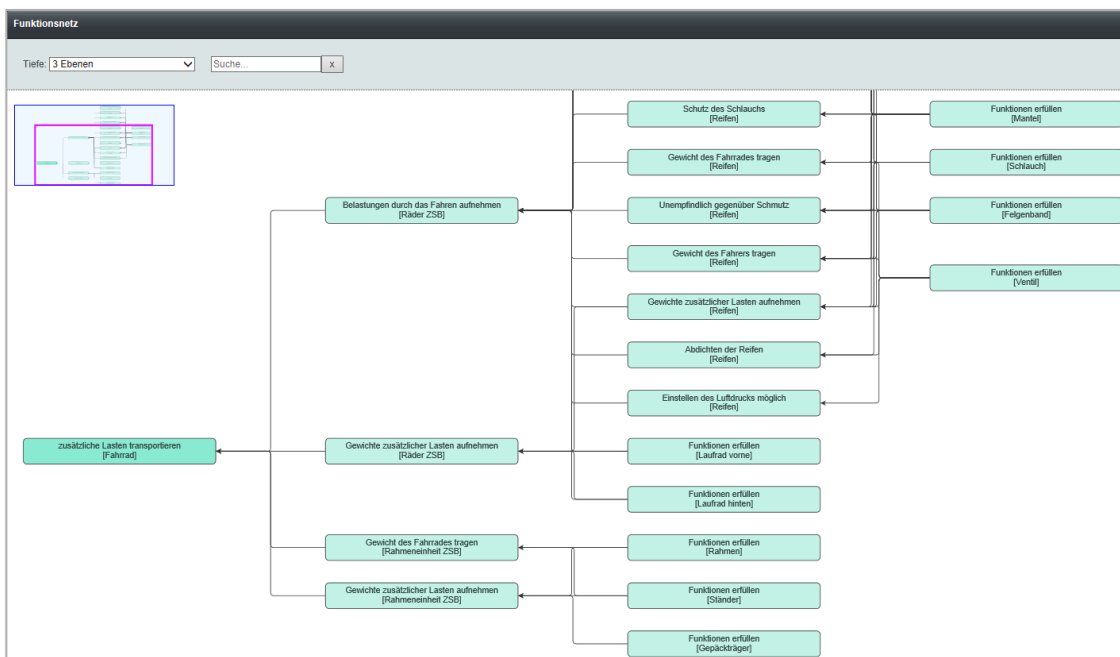 Funktionsnetz
Tiefe: 3 Ebenen
Suche...
x
Schutz des Schlauchs
[Reifen]
Funktionen erfüllen
[Mantel]
Gewicht des Fahrrades tragen
[Reifen]
Funktionen erfüllen
[Schlauch]
Belastungen durch das Fahren aufnehmen
[Räder ZSB]
Unempfindlich gegenüber Schmutz
[Reifen]
Funktionen erfüllen
[Felgenband]
Gewicht des Fahrers tragen
[Reifen]
Funktionen erfüllen
[Ventil]
Gewichte zusätzlicher Lasten aufnehmen
[Reifen]
Abdichten der Reifen
[Reifen]
Einstellen des Luftdrucks möglich
[Reifen]
zusätzliche Lasten transportieren
[Fahrrad]
Gewichte zusätzlicher Lasten aufnehmen
[Räder ZSB]
Funktionen erfüllen
[Laufrad vorne]
Funktionen erfüllen
[Laufrad hinten]
Gewicht des Fahrrades tragen
[Rahmeneinheit ZSB]
Funktionen erfüllen
[Rahmen]
Gewichte zusätzlicher Lasten aufnehmen
[Rahmeneinheit ZSB]
Funktionen erfüllen
[Ständer]
Funktionen erfüllen
[Gepäckträger]